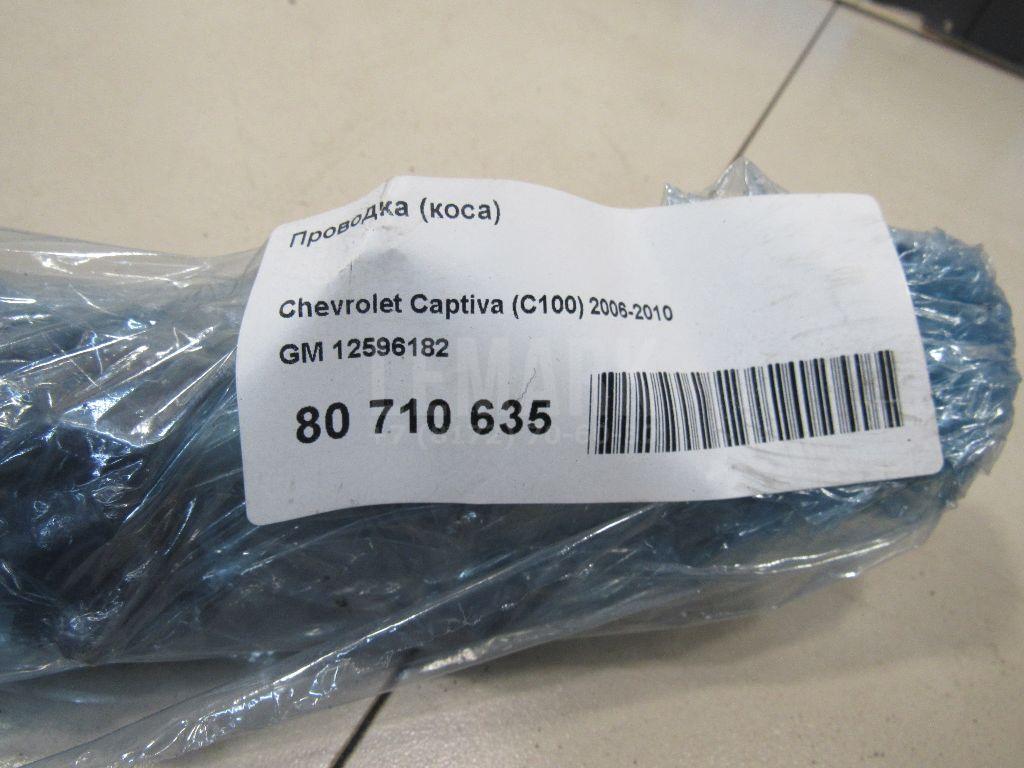 Проводка (коса)
Chevrolet Captiva (C100) 2006-2010
GM 12596182
80 710 635